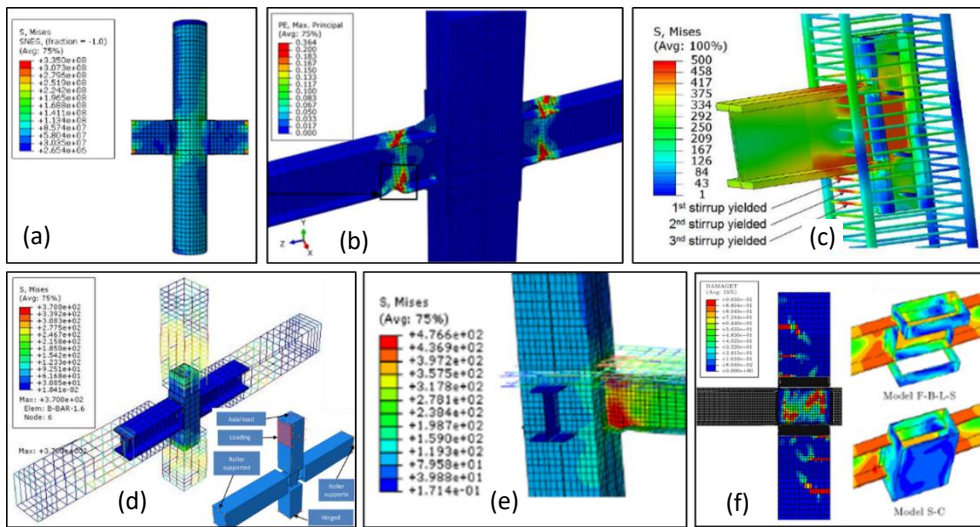 S, Mises
SNEG, (fraction = -1.0)
(Avg: 75%)
+3.350e+08
+3.073e+08
+2.796e+08
+2.519e+08
+2.242e+08
+1.965e+08
+1.688e+08
+1.411e+08
+1.134e+08
+8.574e+07
+5.804e+07
+3.035e+07
+2.654e+06
(a)
PE, Max. Principal
(Avg: 75%)
0.364
0.200
0.183
0.167
0.150
0.133
0.117
0.100
0.083
0.067
0.050
0.033
0.017
0.000
Y
Z
X
(b)
S, Mises
(Avg: 100%)
500
458
417
375
334
292
250
209
167
126
84
43
1
1st stirrup yielded
2nd stirrup yielded
3nd stirrup yielded
(c)
S, Mises
(Avg: 75%)
+3.700e+02
+3.392e+02
+3.083e+02
+2.775e+02
+2.467e+02
+2.158e+02
+1.850e+02
+1.542e+02
+1.233e+02
+9.251e+01
+6.168e+01
+3.085e+01
+1.841e-02
Max: +3.700e+02
Elem: B-BAR-1.6
Node: 6
Max: +3.700e+002
Axial load
Loading
Roller supported
Roller supporte
Hinged
(d)
S, Mises
(Avg: 75%)
+4.766e+02
+4.369e+02
+3.972e+02
+3.575e+02
+3.178e+02
+2.781e+02
+2.384e+02
+1.987e+02
+1.590e+02
+1.193e+02
+7.958e+01
+3.988e+01
+1.714e-01
(e)
DAMAGET
Model F-B-L-S
Model S-C
(f)